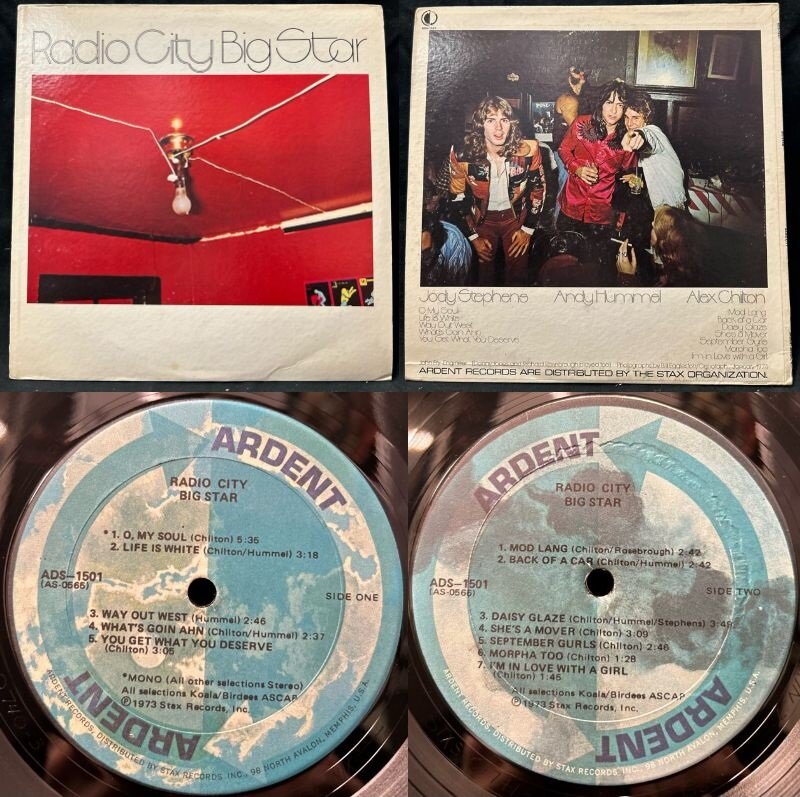 Radio City Big Star
Jody Stephens Andy Hummel Alex Chilton
O My Soul
Life Is White
Way Out West
What's Goin Ahn
You Get What You Deserve
Mod Lang
Back of a Car
Daisy Glaze
She's A Mover
September Gurls
Morpha Too
I'm in Love with a Girl
ARDENT RECORDS ARE DISTRIBUTED BY THE STAX ORGANIZATION.
ARDENT
RADIO CITY
BIG STAR
*1. O, MY SOUL (Chilton) 5:35
2. LIFE IS WHITE (Chilton/Hummel) 3:18
ADS-1501
(AS-0565)
SIDE ONE
3. WAY OUT WEST (Hummel) 2:46
4. WHAT'S GOIN AHN (Chilton/Hummel) 2:37
5. YOU GET WHAT YOU DESERVE
(Chilton) 3:05
*MONO (All other selections Stereo)
All selections Koala/Birdees ASCAP
Ⓟ©1973 Stax Records, Inc.
ARDENT
ARDENT RECORDS, DISTRIBUTED BY STAX RECORDS, INC., 98 NORTH AVALON, MEMPHIS, U.S.A.
ARDENT
RADIO CITY
BIG STAR
1. MOD LANG (Chilton/Rosebrough) 2:42
2. BACK OF A CAR (Chilton/Hummel) 2:42
ADS-1501
(AS-0566)
SIDE TWO
3. DAISY GLAZE (Chilton/Hummel/Stephens) 3:49
4. SHE'S A MOVER (Chilton) 3:09
5. SEPTEMBER GURLS (Chilton) 2:46
6. MORPHA TOO (Chilton) 1:28
7. I'M IN LOVE WITH A GIRL
(Chilton) 1:45
All selections Koala/Birdees ASCAP
Ⓟ©1973 Stax Records, Inc.
ARDENT
ARDENT RECORDS, DISTRIBUTED BY STAX RECORDS, INC., 98 NORTH AVALON, MEMPHIS, U.S.A.